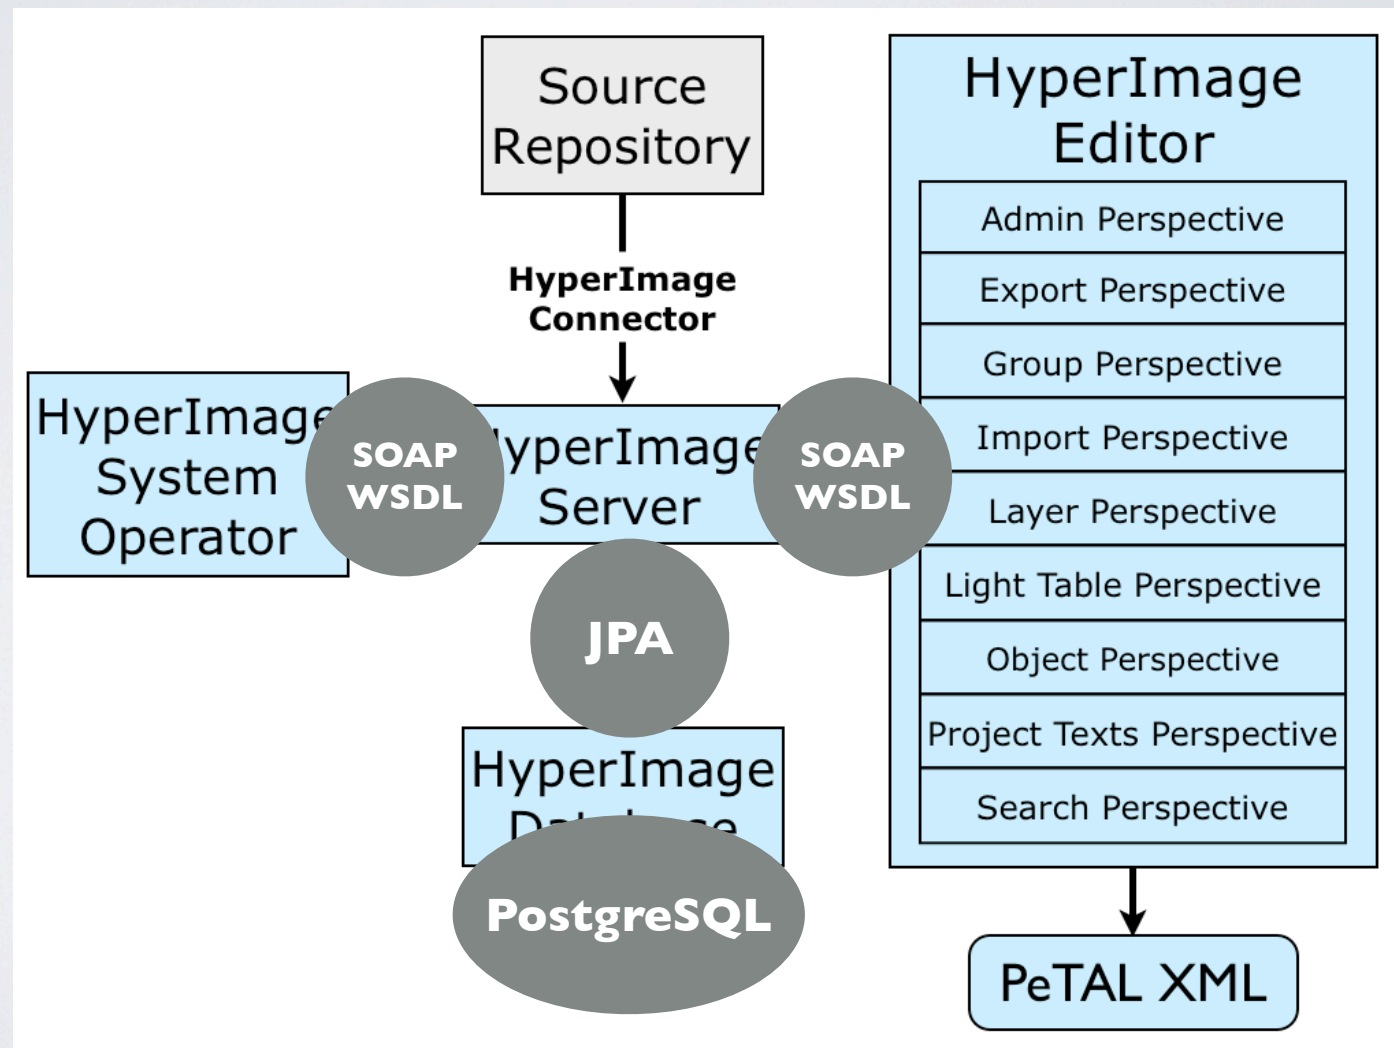 Source
Repository
HyperImage
Connector
HyperImage
System
Operator
SOAP
WSDL
HyperImage
Server
SOAP
WSDL
JPA
HyperImage
Database
PostgreSQL
HyperImage
Editor
Admin Perspective
Export Perspective
Group Perspective
Import Perspective
Layer Perspective
Light Table Perspective
Object Perspective
Project Texts Perspective
Search Perspective
PeTAL XML